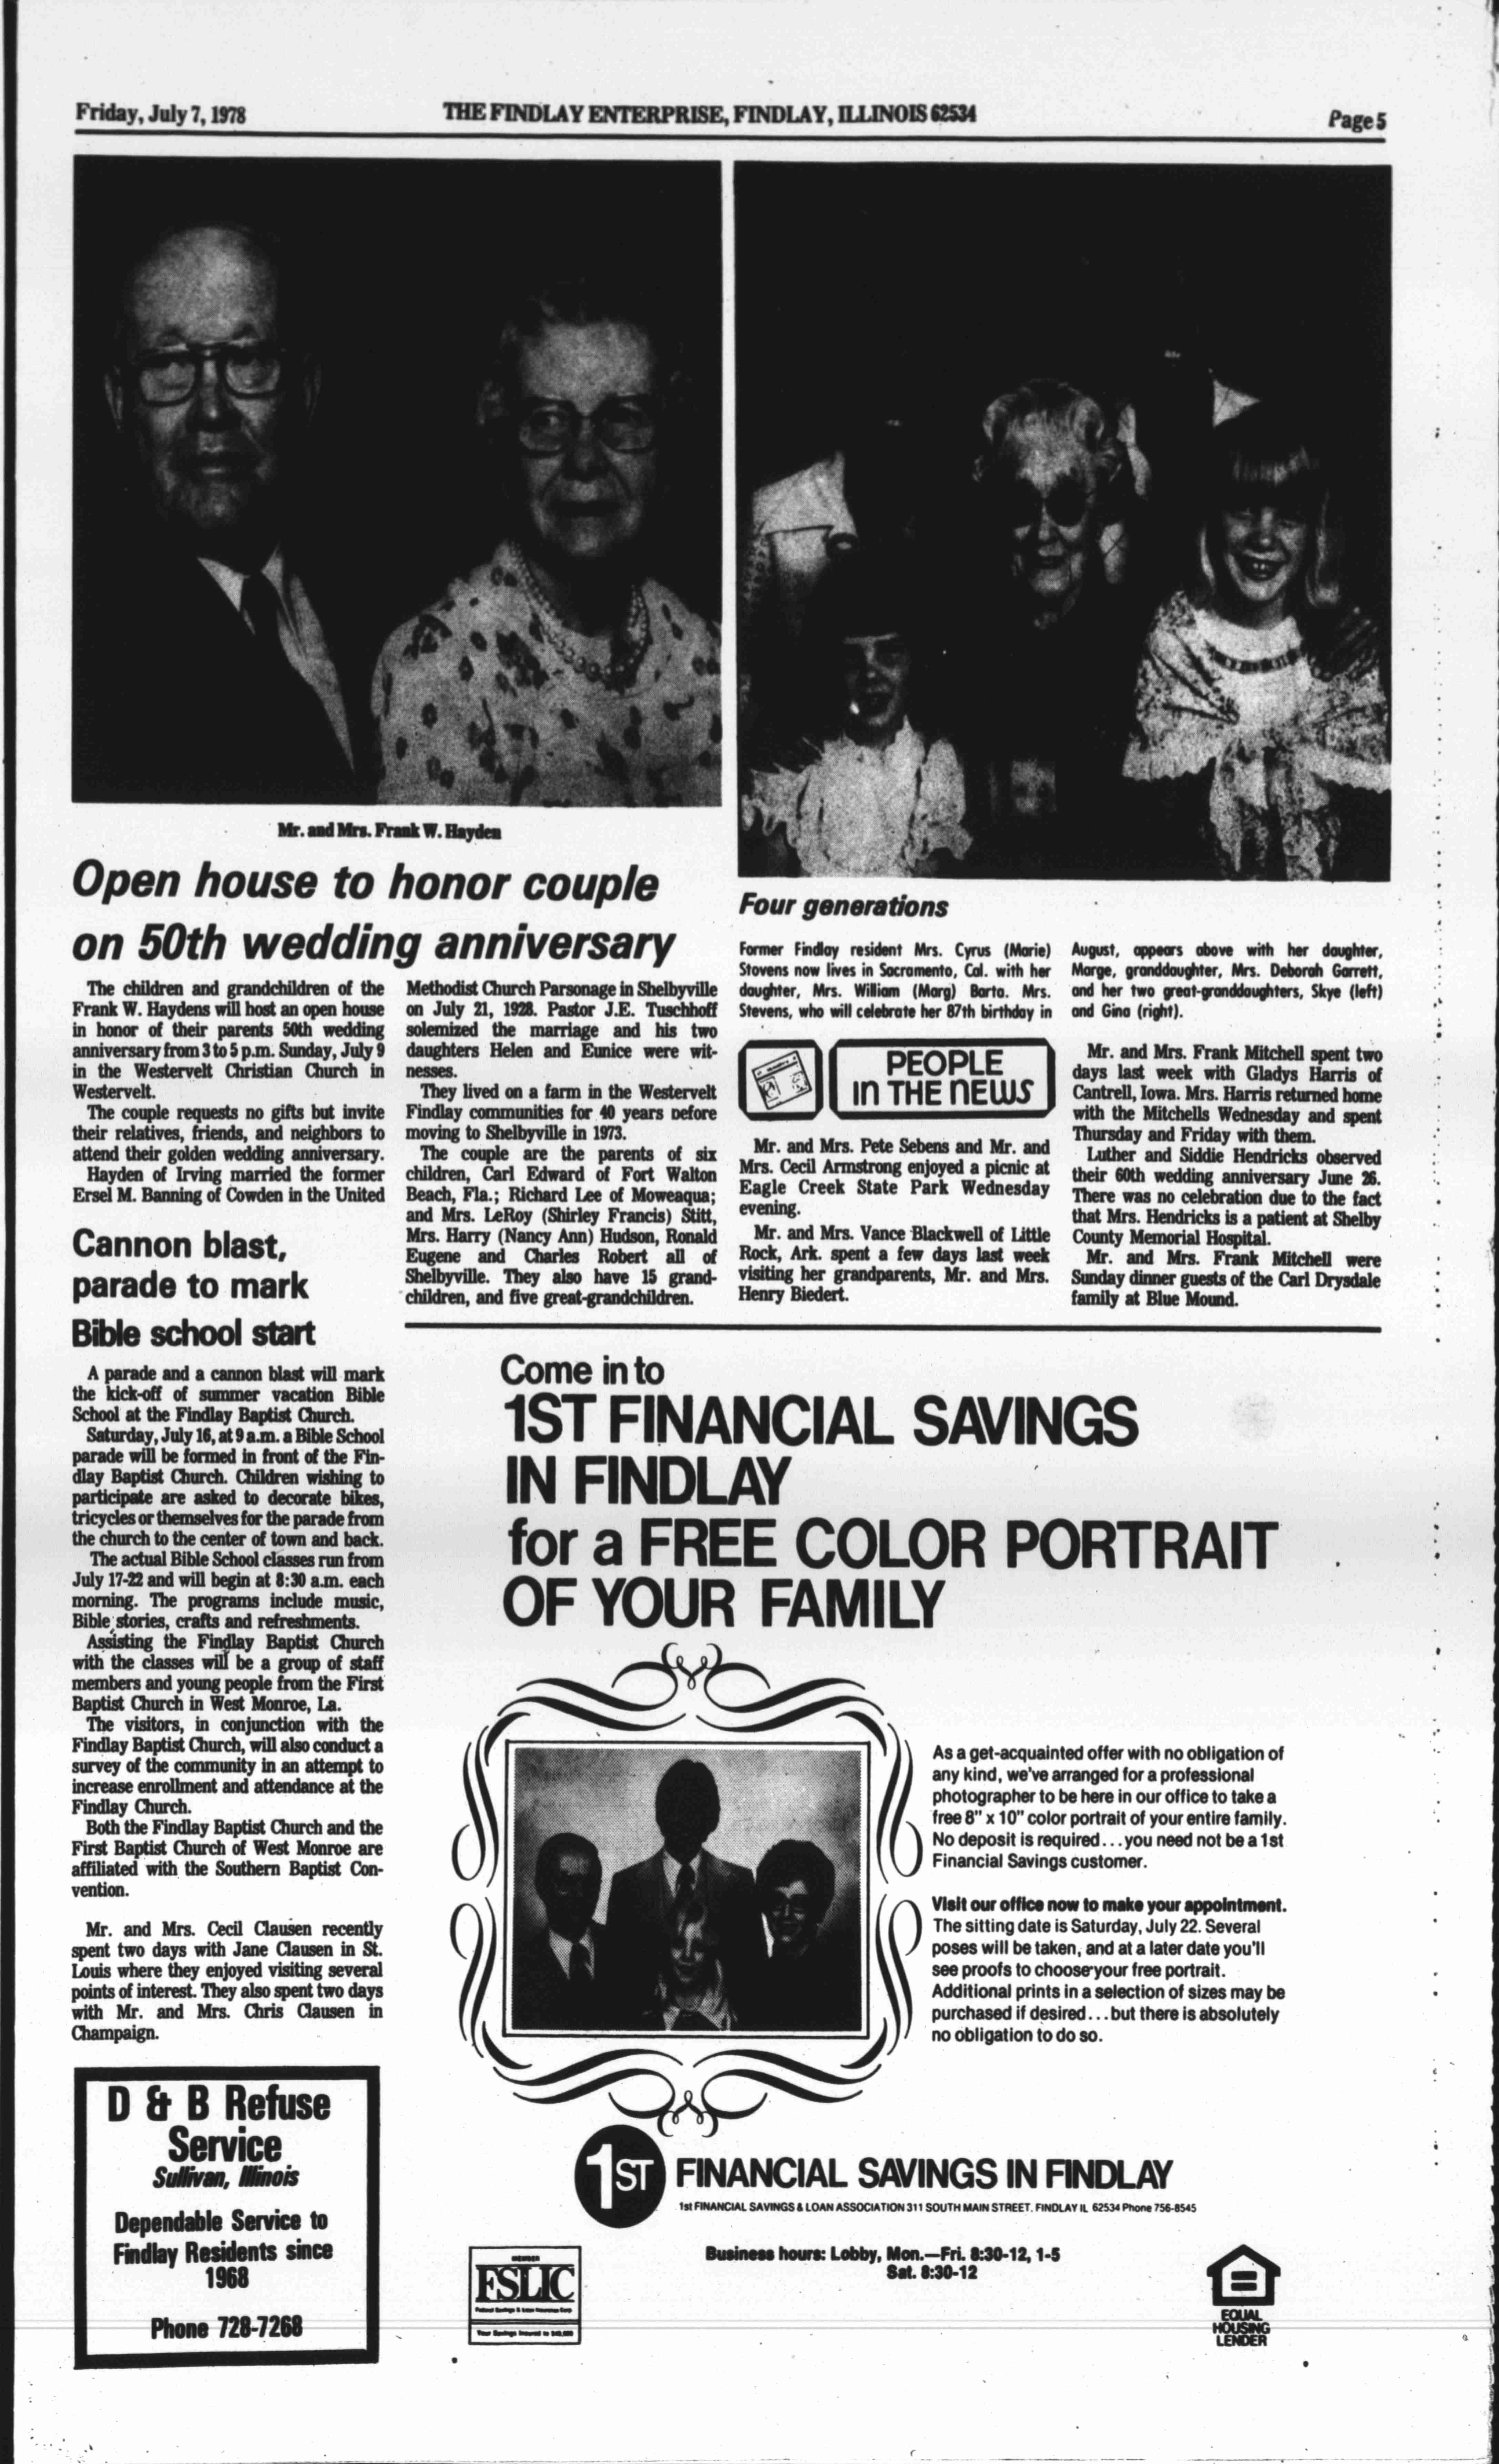 Friday, July 7, 1978
THE FINDLAY ENTERPRISE, FINDLAY, ILLINOIS 62534
Page 5
Mr. and Mrs. Frank W. Hayden
Open house to honor couple
on 50th wedding anniversary
The children and grandchildren of the
Frank W. Haydens will host an open house
in honor of their parents 50th wedding
anniversary from 3 to 5 p.m. Sunday, July 9
in the Westervelt Christian Church in
Westervelt.
The couple requests no gifts but invite
their relatives, friends, and neighbors to
attend their golden wedding anniversary.
Hayden of Irving married the former
Ersel M. Banning of Cowden in the United
Methodist Church Parsonage in Shelbyville
on July 21, 1928. Pastor J.E. Tuschhoff
solemized the marriage and his two
daughters Helen and Eunice were wit-
nesses.
They lived on a farm in the Westervelt
Findlay communities for 40 years before
moving to Shelbyville in 1973.
The couple are the parents of six
children, Carl Edward of Fort Walton
Beach, Fla.; Richard Lee of Moweaqua;
and Mrs. LeRoy (Shirley Francis) Stitt,
Mrs. Harry (Nancy Ann) Hudson, Ronald
Eugene and Charles Robert all of
Shelbyville. They also have 15 grand-
children, and five great-grandchildren.
Cannon blast,
parade to mark
Bible school start
A parade and a cannon blast will mark
the kick-off of summer vacation Bible
School at the Findlay Baptist Church.
Saturday, July 16, at 9 a.m. a Bible School
parade will be formed in front of the Fin-
dlay Baptist Church. Children wishing to
participate are asked to decorate bikes,
tricycles or themselves for the parade from
the church to the center of town and back.
The actual Bible School classes run from
July 17-22 and will begin at 8:30 a.m. each
morning. The programs include music,
Bible stories, crafts and refreshments.
Assisting the Findlay Baptist Church
with the classes will be a group of staff
members and young people from the First
Baptist Church in West Monroe, La.
The visitors, in conjunction with the
Findlay Baptist Church, will also conduct a
survey of the community in an attempt to
increase enrollment and attendance at the
Findlay Church.
Both the Findlay Baptist Church and the
First Baptist Church of West Monroe are
affiliated with the Southern Baptist Con-
vention.
Mr. and Mrs. Cecil Clausen recently
spent two days with Jane Clausen in St.
Louis where they enjoyed visiting several
points of interest. They also spent two days
with Mr. and Mrs. Chris Clausen in
Champaign.
D & B Refuse
Service
Sullivan, Illinois
Dependable Service to
Findlay Residents since
1968
Phone 728-7268
Four generations
Former Findlay resident Mrs. Cyrus (Marie)
Stovens now lives in Sacramento, Cal. with her
daughter, Mrs. William (Marg) Barta. Mrs.
Stevens, who will celebrate her 87th birthday in
August, appears above with her daughter,
Marge, granddaughter, Mrs. Deborah Garrett,
and her two great-granddaughters, Skye (left)
and Gina (right).
PEOPLE
IN THE NEWS
Mr. and Mrs. Pete Sebens and Mr. and
Mrs. Cecil Armstrong enjoyed a picnic at
Eagle Creek State Park Wednesday
evening.
Mr. and Mrs. Vance Blackwell of Little
Rock, Ark. spent a few days last week
visiting her grandparents, Mr. and Mrs.
Henry Biedert.
Mr. and Mrs. Frank Mitchell spent two
days last week with Gladys Harris of
Cantrell, Iowa. Mrs. Harris returned home
with the Mitchells Wednesday and spent
Thursday and Friday with them.
Luther and Siddie Hendricks observed
their 60th wedding anniversary June 26.
There was no celebration due to the fact
that Mrs. Hendricks is a patient at Shelby
County Memorial Hospital.
Mr. and Mrs. Frank Mitchell were
Sunday dinner guests of the Carl Drysdale
family at Blue Mound.
Come in to
1ST FINANCIAL SAVINGS
IN FINDLAY
for a FREE COLOR PORTRAIT
OF YOUR FAMILY
As a get-acquainted offer with no obligation of
any kind, we've arranged for a professional
photographer to be here in our office to take a
free 8" x 10" color portrait of your entire family.
No deposit is required...you need not be a 1st
Financial Savings customer.
Visit our office now to make your appointment.
The sitting date is Saturday, July 22. Several
poses will be taken, and at a later date you'll
see proofs to choose your free portrait.
Additional prints in a selection of sizes may be
purchased if desired...but there is absolutely
no obligation to do so.
1ST FINANCIAL SAVINGS IN FINDLAY
1st FINANCIAL SAVINGS & LOAN ASSOCIATION 311 SOUTH MAIN STREET. FINDLAY IL 62534 Phone 756-8545
Business hours: Lobby, Mon.—Fri. 8:30-12, 1-5
Sat. 8:30-12
MEMBER
FSLIC
Federal Savings & Loan Insurance Corp.
Your Savings Insured to $40,000
EQUAL
HOUSING
LENDER